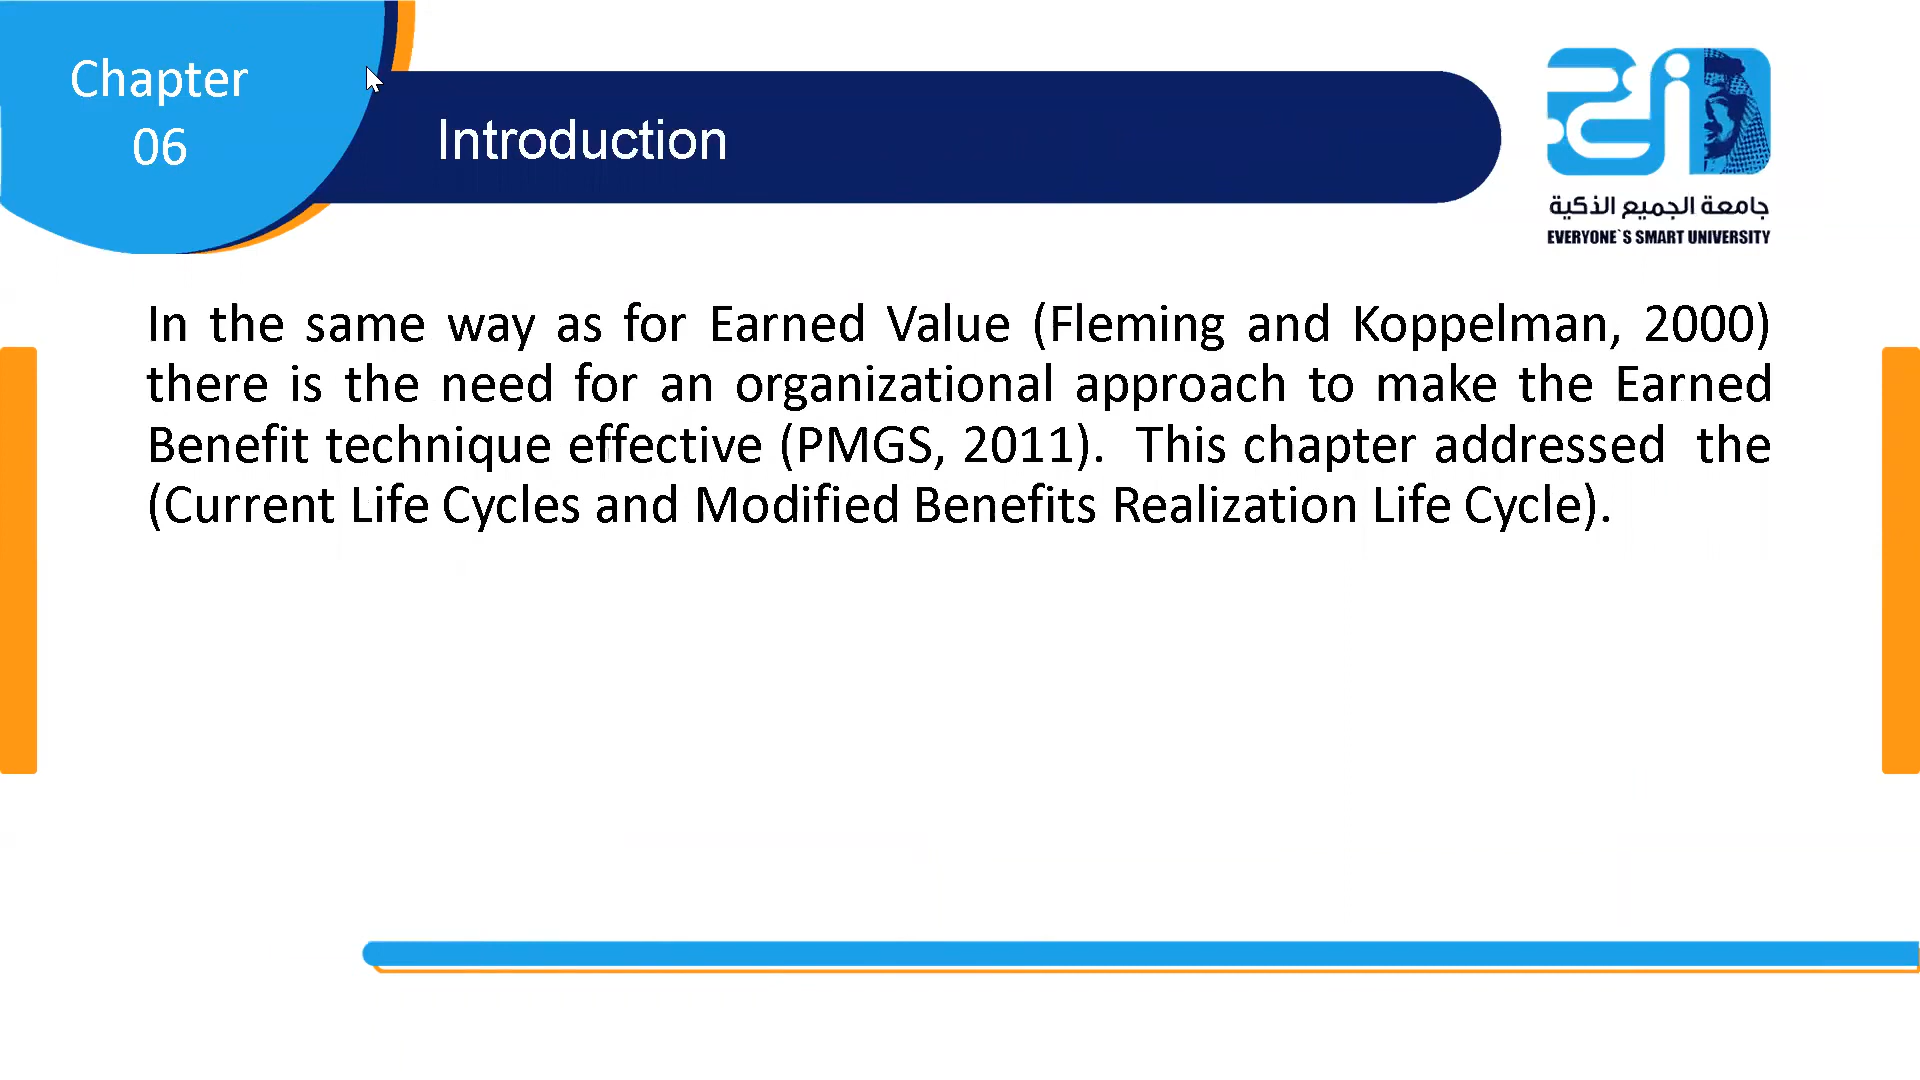 Chapter
06
Introduction
جامعة الجميع الذكية
EVERYONE`S SMART UNIVERSITY
In the same way as for Earned Value (Fleming and Koppelman, 2000)
there is the need for an organizational approach to make the Earned
Benefit technique effective (PMGS, 2011).  This chapter addressed  the
(Current Life Cycles and Modified Benefits Realization Life Cycle).